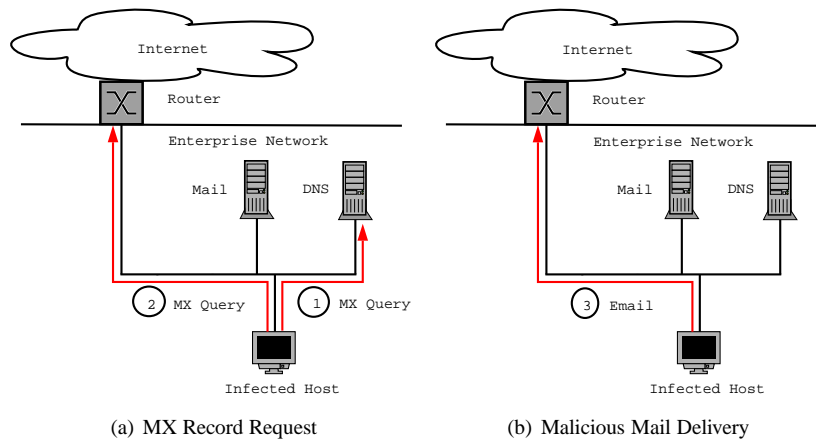 Internet
Router
Enterprise Network
Mail
DNS
2 MX Query
1 MX Query
Infected Host
(a) MX Record Request
Internet
Router
Enterprise Network
Mail
DNS
3 Email
Infected Host
(b) Malicious Mail Delivery